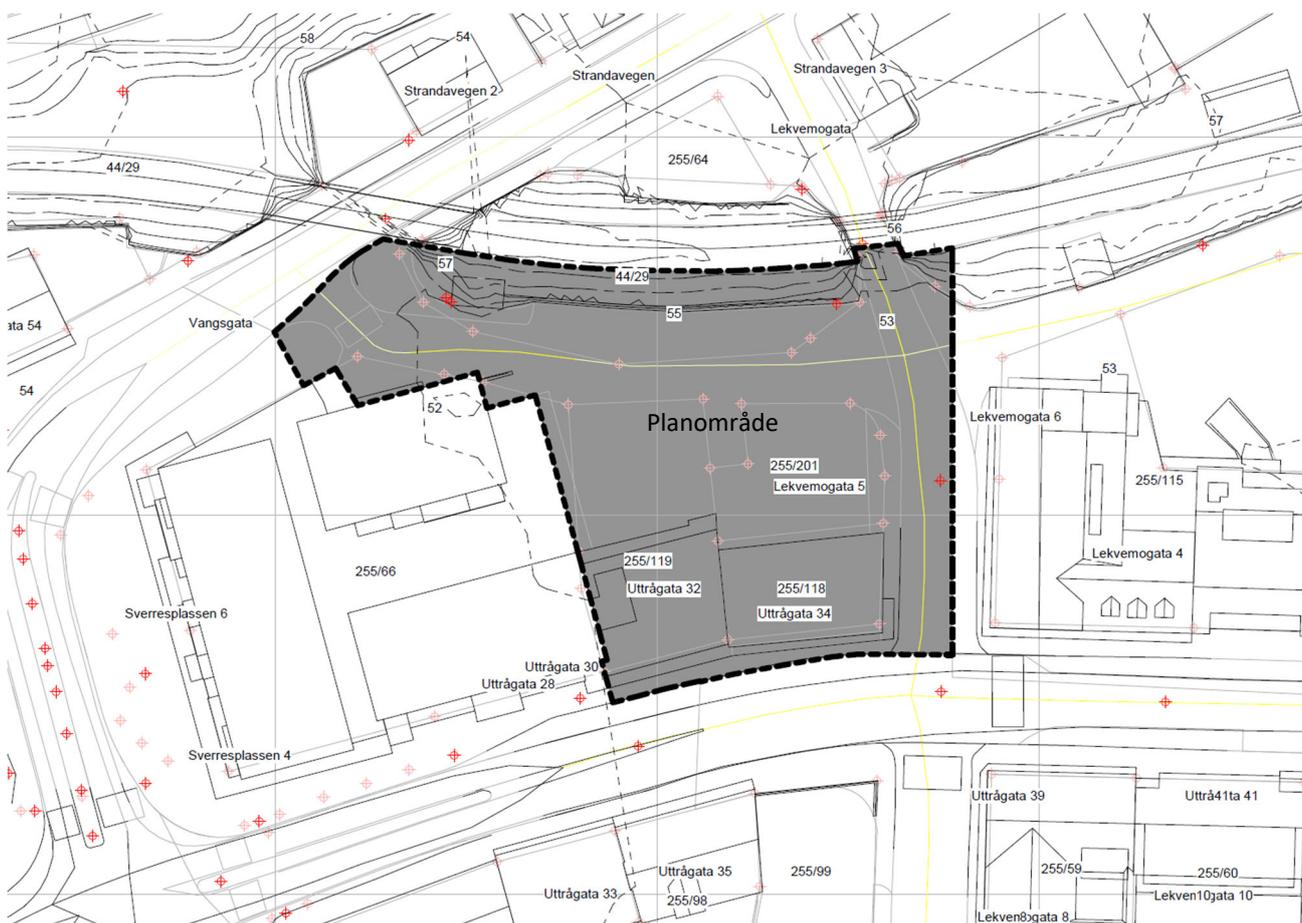 58
54
Strandavegen
Strandavegen 3
Strandavegen 2
57
Lekvemogata
44/29
255/64
56
57
44/29
55
53
Vangsgata
ata 54
54
53
52
Planområde
Lekvemogata 6
255/201
Lekvemogata 5
255/115
Lekvemogata 4
255/119
255/66
Uttrågata 32
255/118
Sverresplassen 6
Uttrågata 34
Uttrågata 30
Uttrågata 28
Sverresplassen 4
Uttrågata 39
Uttrå41ta 41
Uttrågata 35
255/99
255/59
255/60
Uttrågata 33
255/98
Lekven10gata 10